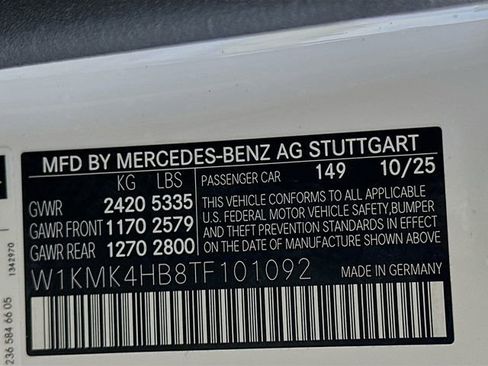 MFD BY MERCEDES-BENZ AG STUTTGART
KG LBS
PASSENGER CAR 149 10/25
GVWR 2420 5335
GAWR FRONT 1170 2579
GAWR REAR 1270 2800
THIS VEHICLE CONFORMS TO ALL APPLICABLE
U.S. FEDERAL MOTOR VEHICLE SAFETY,BUMPER
AND THEFT PREVENTION STANDARDS IN EFFECT
ON THE DATE OF MANUFACTURE SHOWN ABOVE.
W1KMK4HB8TF101092
MADE IN GERMANY
1342970
236 584 66 05